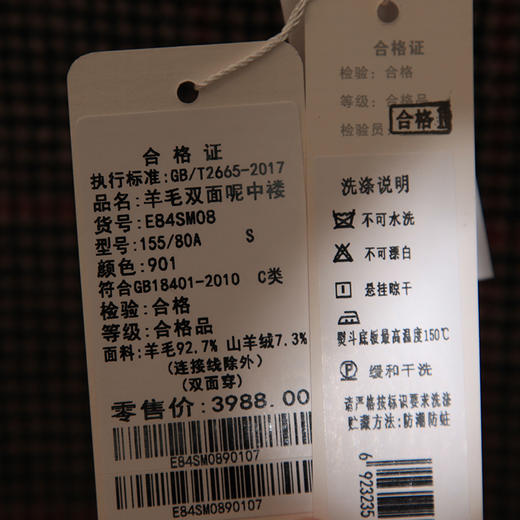 合格证
执行标准:GB/T2665-2017
品名:羊毛双面呢中褛
货号:E84SM08
型号:155/80A S
颜色:901
符合GB18401-2010 C类
检验:合格
等级:合格品
面料:羊毛92.7% 山羊绒7.3%
(连接线除外)
(双面穿)
零售价:3988.00
E84SM0890107
E84SM0890107
合格证
检验: 合格
等级: 合格品
检验员: 合格
洗涤说明
不可水洗
不可漂白
悬挂晾干
熨斗底板最高温度150℃
P 缓和干洗
请严格按标识要求洗涤
贮藏方法:防潮防蛀
6 923235